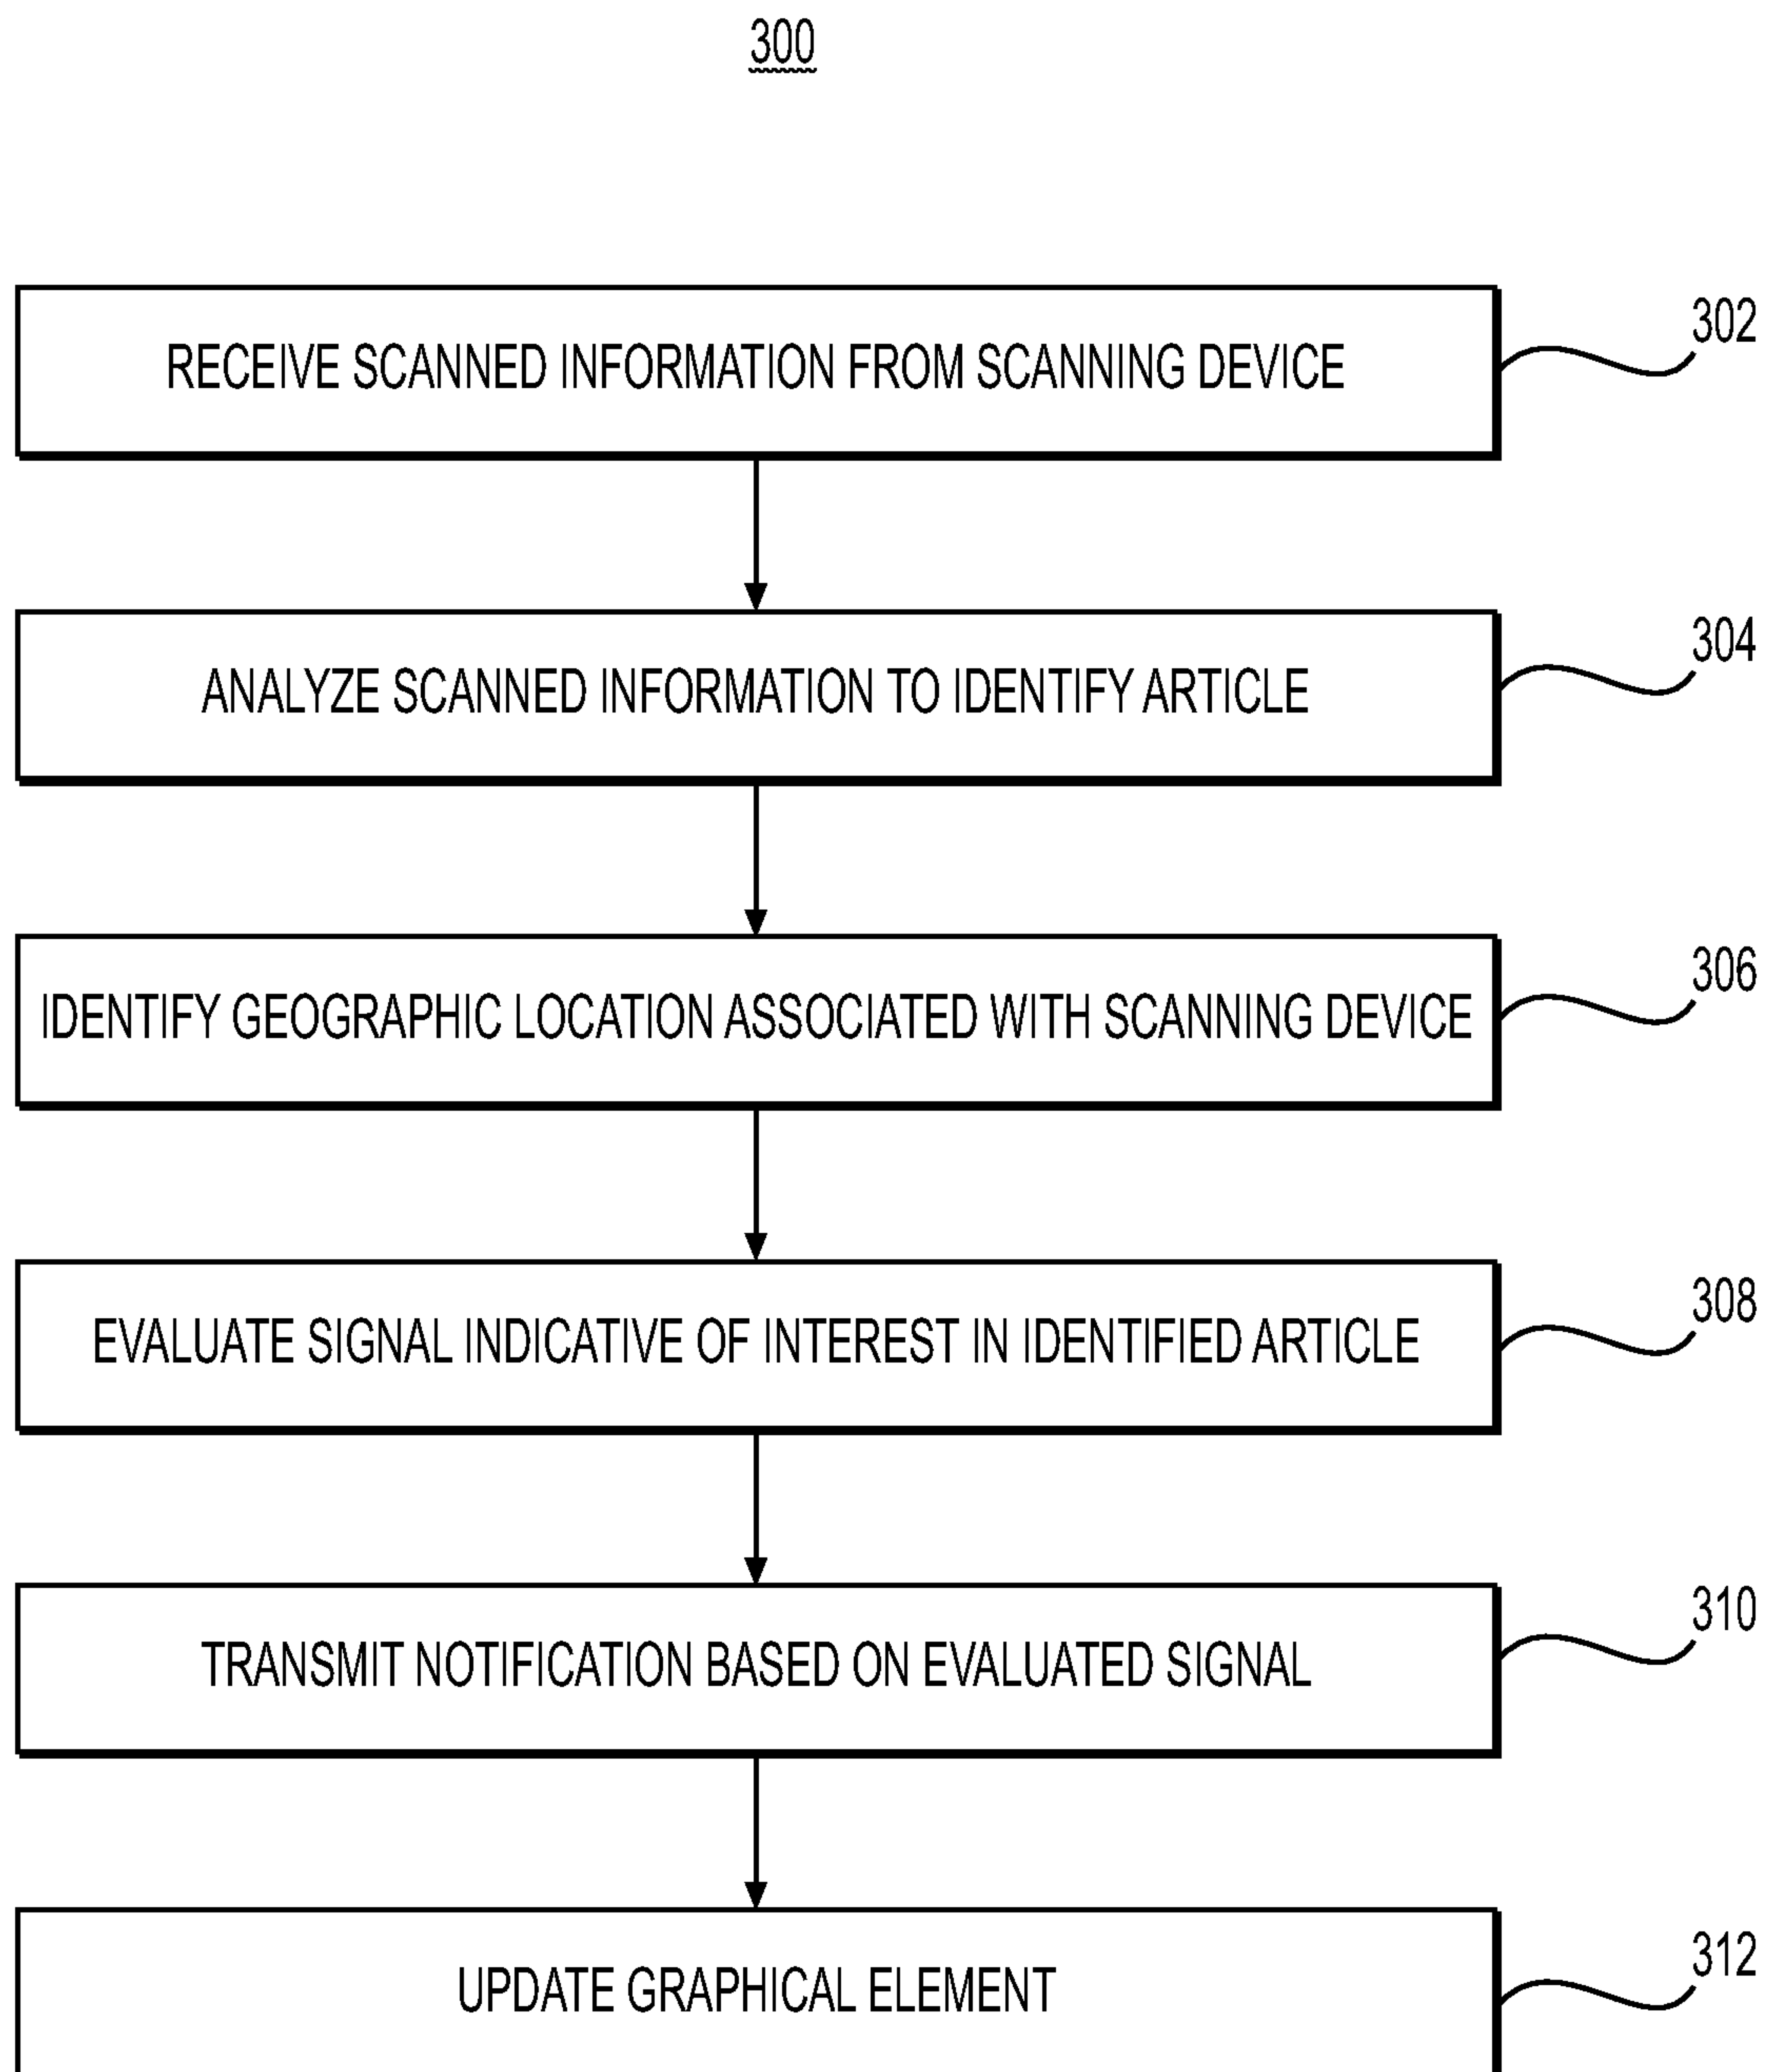 300
RECEIVE SCANNED INFORMATION FROM SCANNING DEVICE
302
ANALYZE SCANNED INFORMATION TO IDENTIFY ARTICLE
304
IDENTIFY GEOGRAPHIC LOCATION ASSOCIATED WITH SCANNING DEVICE
306
EVALUATE SIGNAL INDICATIVE OF INTEREST IN IDENTIFIED ARTICLE
308
TRANSMIT NOTIFICATION BASED ON EVALUATED SIGNAL
310
UPDATE GRAPHICAL ELEMENT
312